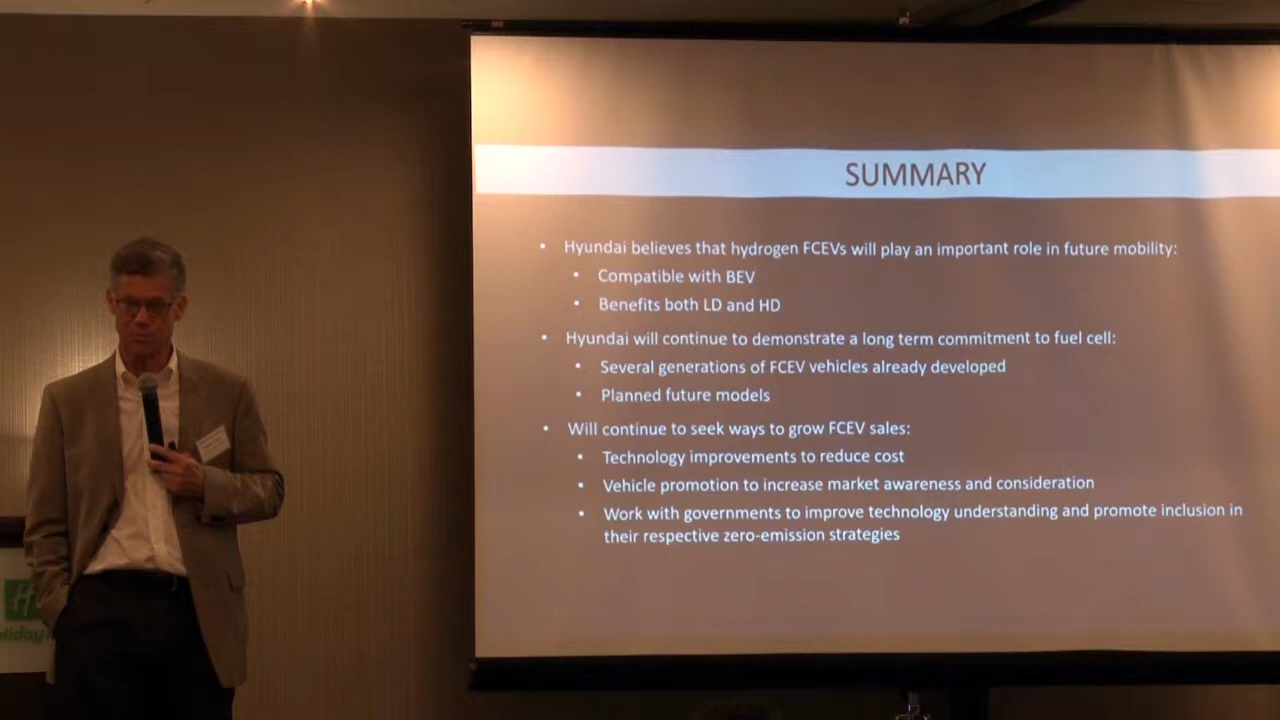 SUMMARY
• Hyundai believes that hydrogen FCEVs will play an important role in future mobility:
• Compatible with BEV
• Benefits both LD and HD
• Hyundai will continue to demonstrate a long term commitment to fuel cell:
• Several generations of FCEV vehicles already developed
• Planned future models
• Will continue to seek ways to grow FCEV sales:
• Technology improvements to reduce cost
• Vehicle promotion to increase market awareness and consideration
• Work with governments to improve technology understanding and promote inclusion in
their respective zero-emission strategies
H
oliday